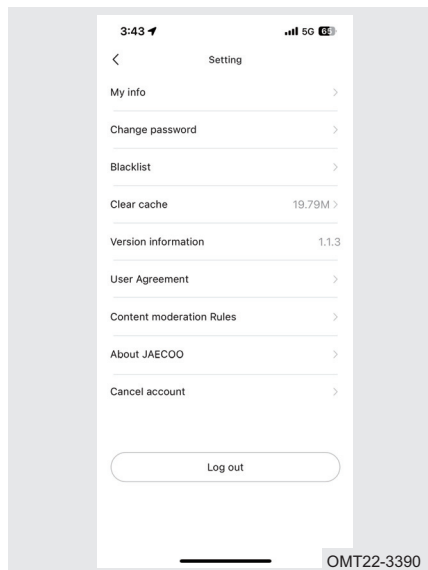 3:43 5G 65
Setting
My info
Change password
Blacklist
Clear cache 19.79M
Version information 1.1.3
User Agreement
Content moderation Rules
About JAECOO
Cancel account
Log out
OMT22-3390